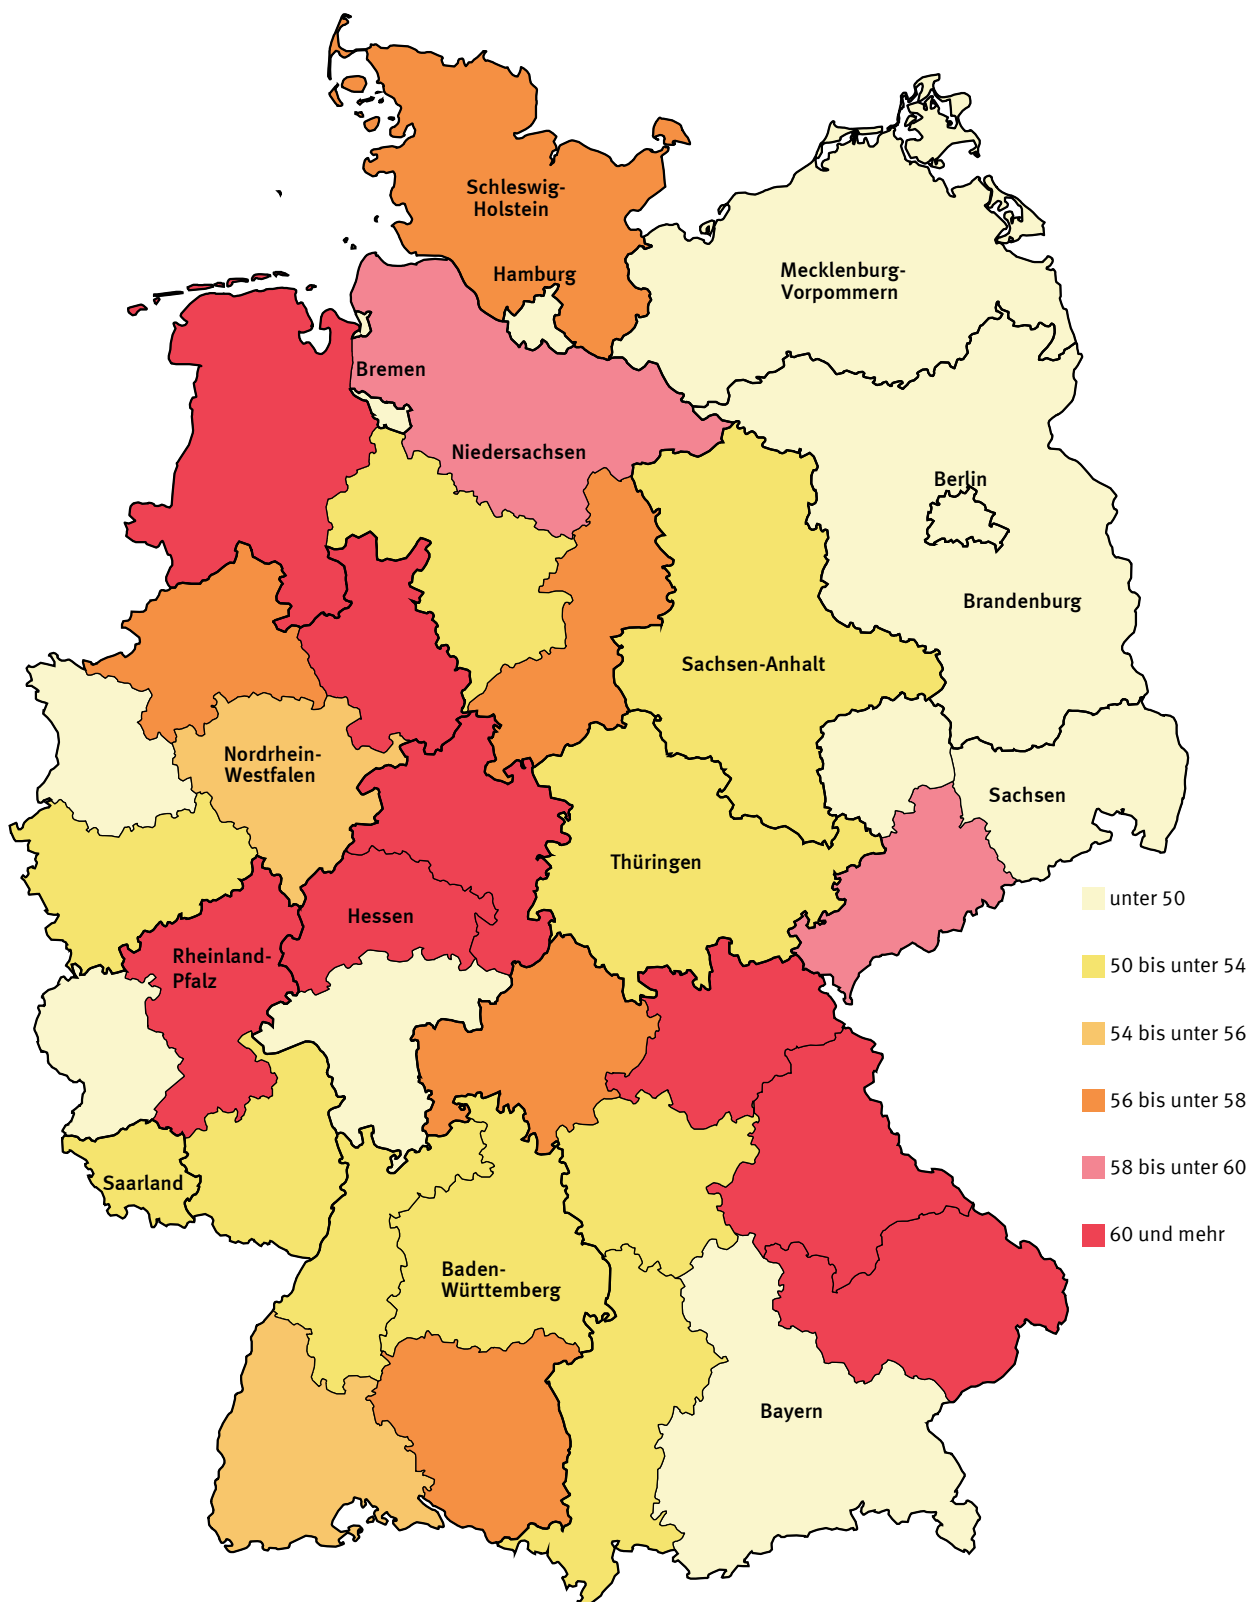 Schleswig-
Holstein
Hamburg
Mecklenburg-
Vorpommern
Bremen
Niedersachsen
Berlin
Brandenburg
Sachsen-Anhalt
Nordrhein-
Westfalen
Sachsen
Thüringen
Hessen
Rheinland-
Pfalz
Saarland
Baden-
Württemberg
Bayern
unter 50
50 bis unter 54
54 bis unter 56
56 bis unter 58
58 bis unter 60
60 und mehr